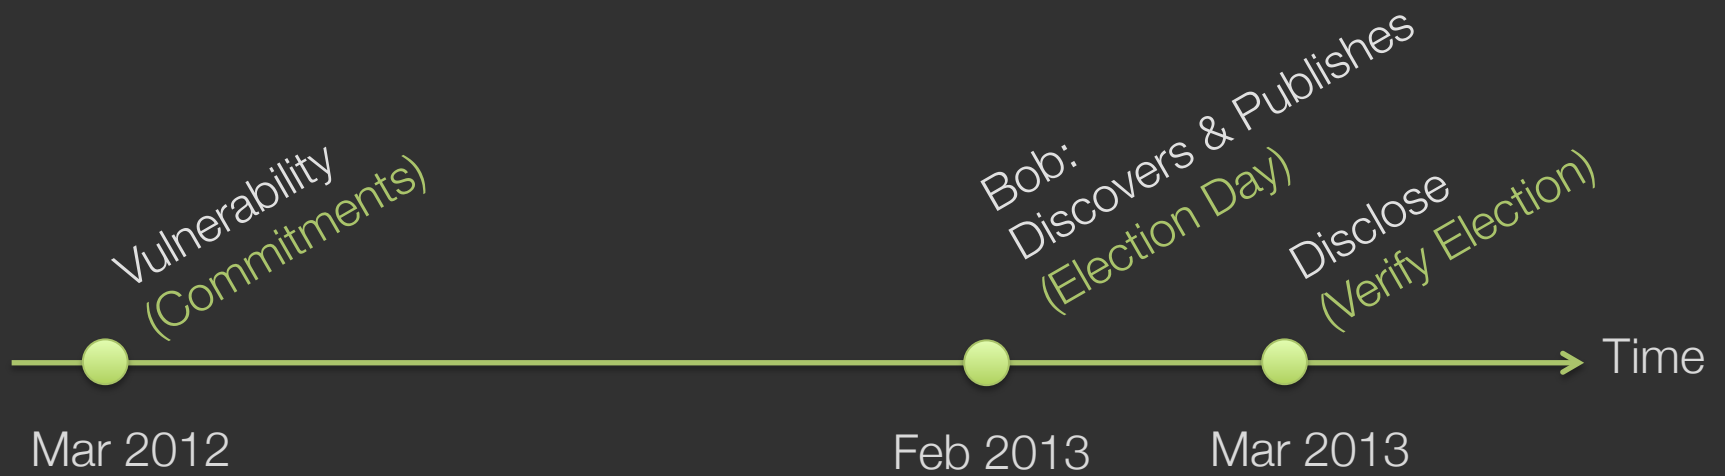 Vulnerability
(Commitments)
Bob:
Discovers & Publishes
(Election Day)
Disclose
(Verify Election)
Time
Mar 2012
Feb 2013
Mar 2013